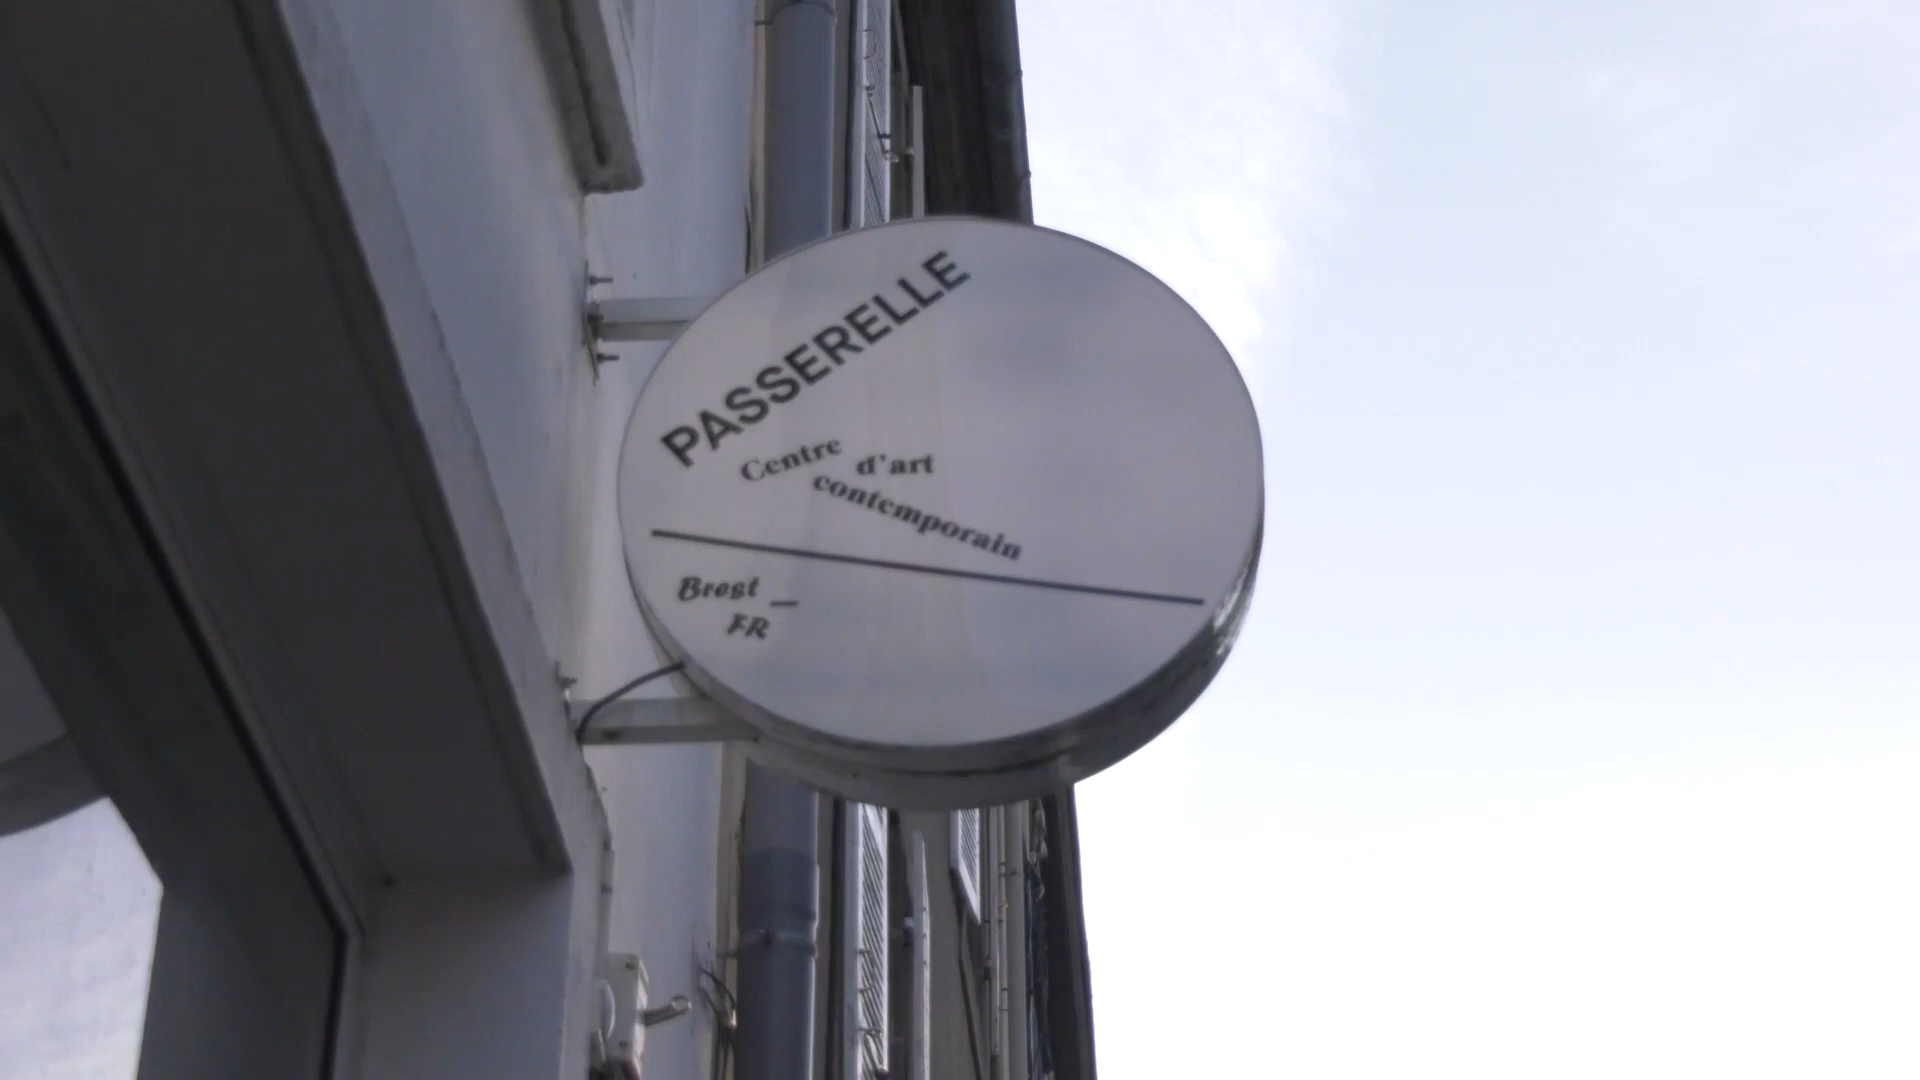 PASSERELLE
Centre d'art
contemporain
Brest –
FR